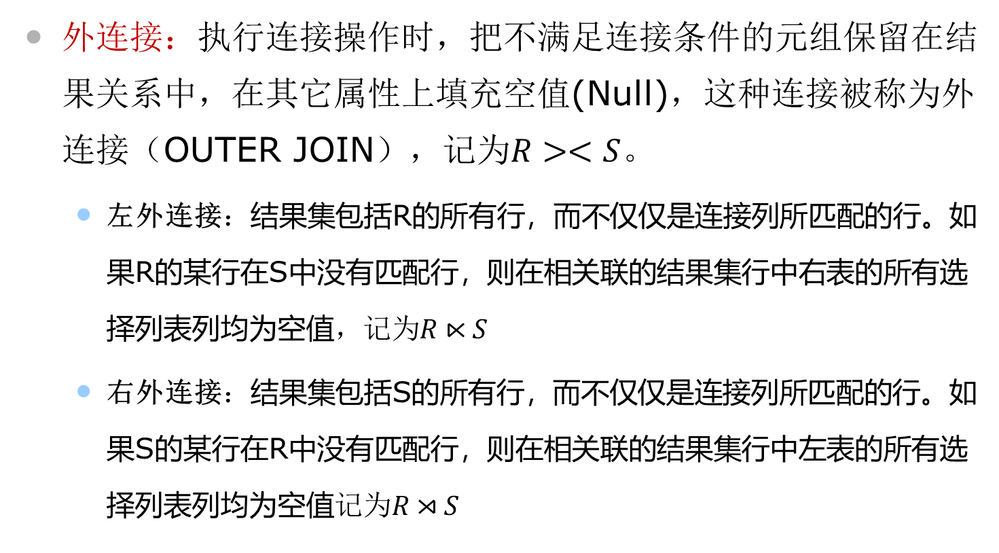 外连接：执行连接操作时，把不满足连接条件的元组保留在结
果关系中，在其它属性上填充空值(Null)，这种连接被称为外
连接（OUTER JOIN），记为R >< S。
左外连接：结果集包括R的所有行，而不仅仅是连接列所匹配的行。如
果R的某行在S中没有匹配行，则在相关联的结果集行中右表的所有选
择列表列均为空值，记为R ⋉ S
右外连接：结果集包括S的所有行，而不仅仅是连接列所匹配的行。如
果S的某行在R中没有匹配行，则在相关联的结果集行中左表的所有选
择列表列均为空值记为R ⋊ S